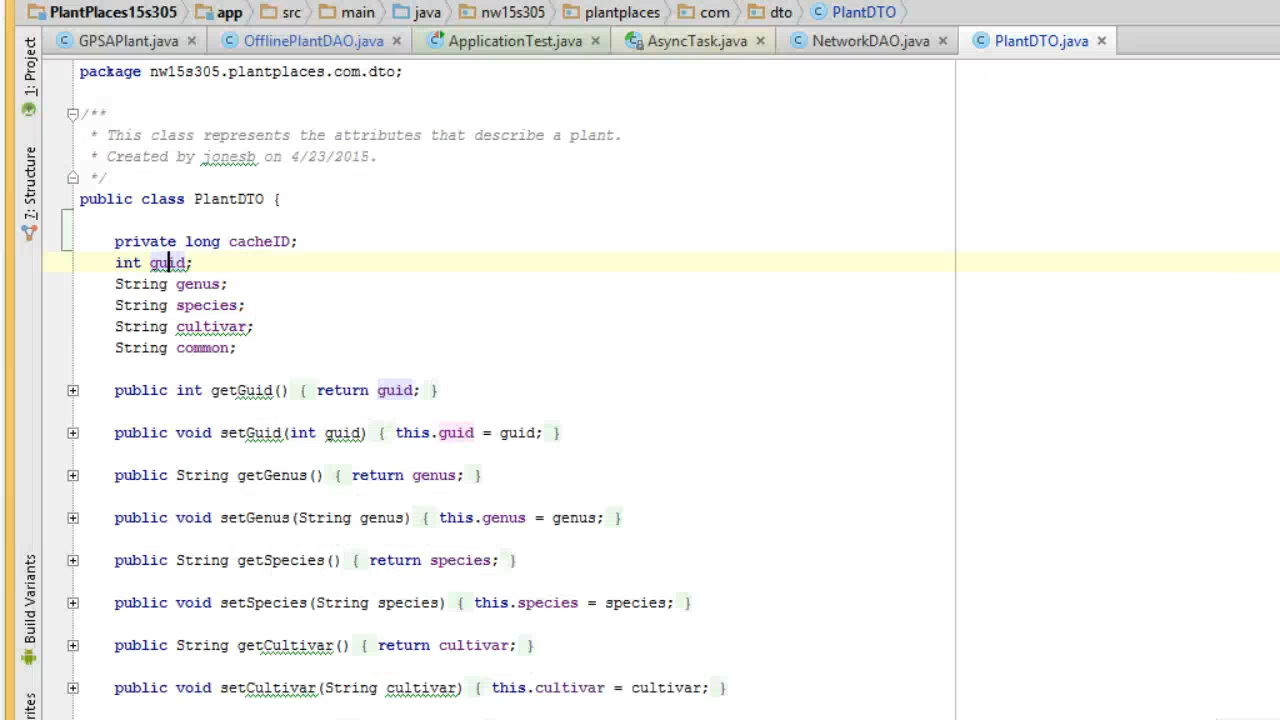 PlantPlaces15s305 app src main java nw15s305 plantplaces com dto PlantDTO
GPSAPlant.java OfflinePlantDAO.java ApplicationTest.java AsyncTask.java NetworkDAO.java PlantDTO.java
1: Project
7: Structure
Build Variants
package nw15s305.plantplaces.com.dto;
/**
* This class represents the attributes that describe a plant.
* Created by jonesb on 4/23/2015.
*/
public class PlantDTO {
private long cacheID;
int guid;
String genus;
String species;
String cultivar;
String common;
public int getGuid() { return guid; }
public void setGuid(int guid) { this.guid = guid; }
public String getGenus() { return genus; }
public void setGenus(String genus) { this.genus = genus; }
public String getSpecies() { return species; }
public void setSpecies(String species) { this.species = species; }
public String getCultivar() { return cultivar; }
public void setCultivar(String cultivar) { this.cultivar = cultivar; }